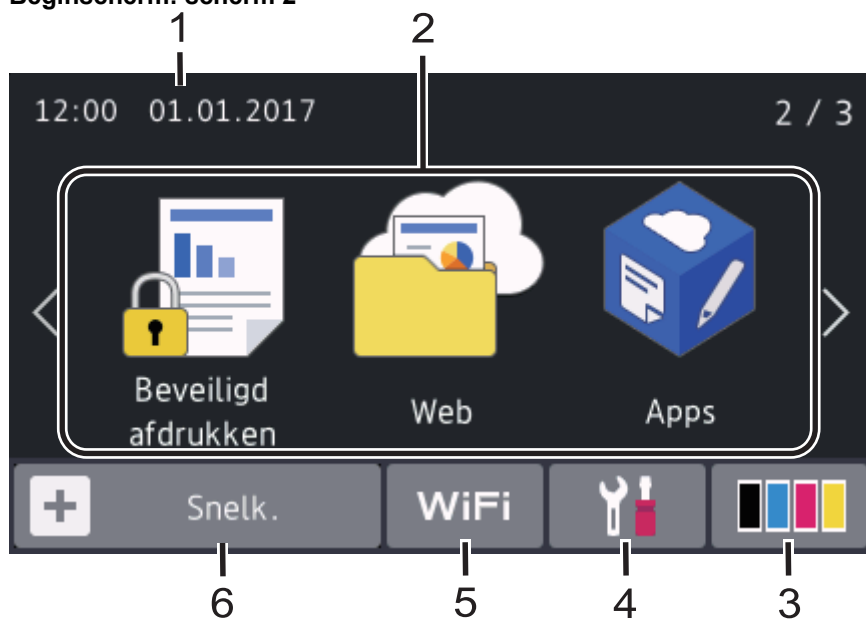 Beginscherm: scherm 2
1 2
12:00 01.01.2017 2 / 3
Beveiligd
afdrukken
Web
Apps
Snelk.
WiFi
6 5 4 3